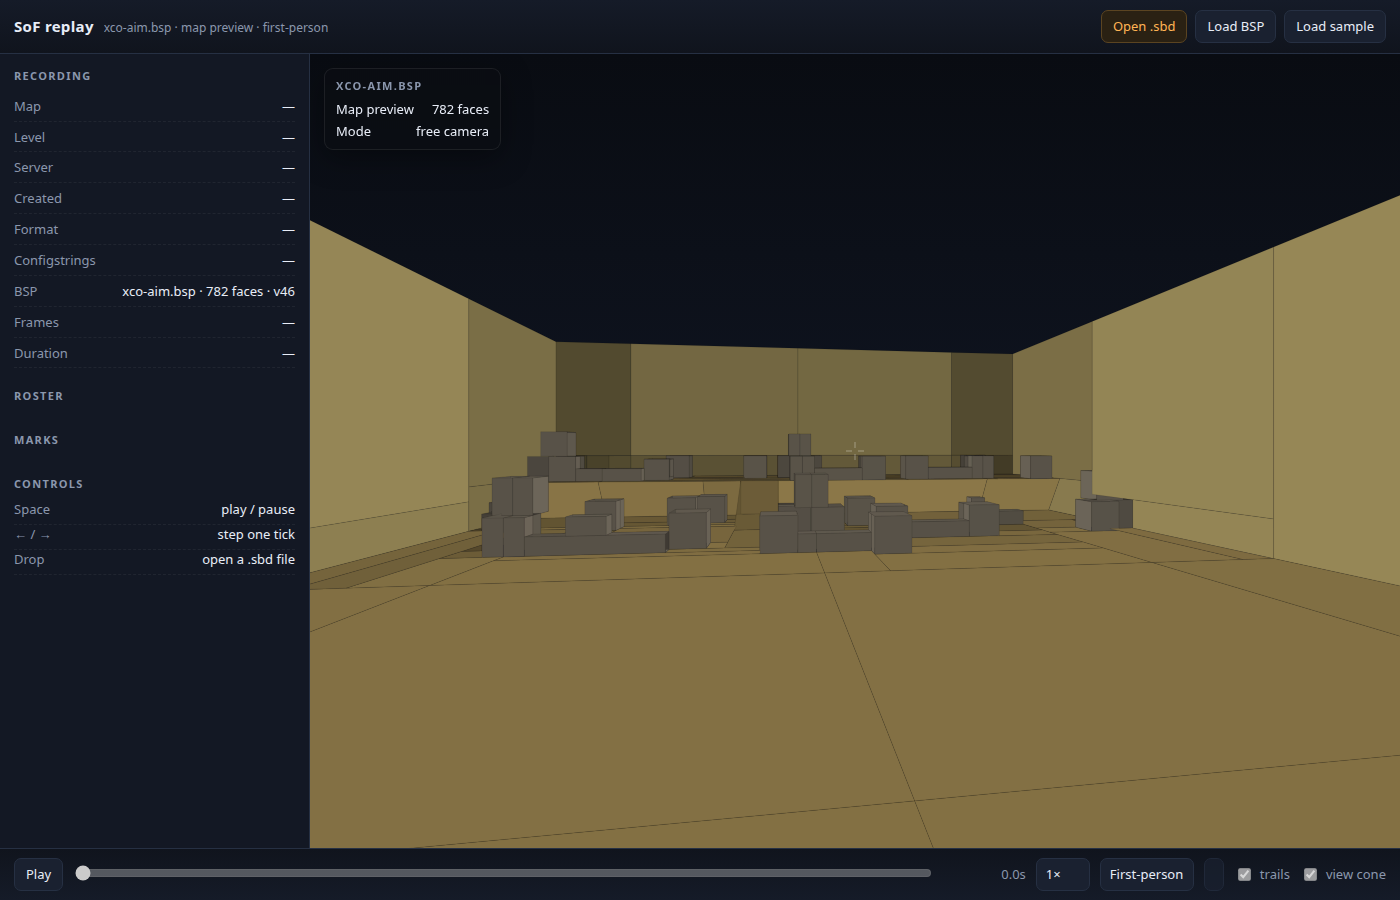 SoF replay xco-aim.bsp · map preview · first-person Open .sbd Load BSP Load sample
RECORDING
Map —
Level —
Server —
Created —
Format —
Configstrings —
BSP xco-aim.bsp · 782 faces · v46
Frames —
Duration —
ROSTER
MARKS
CONTROLS
Space play / pause
← / → step one tick
Drop open a .sbd file
XCO-AIM.BSP
Map preview 782 faces
Mode free camera
Play 0.0s 1× First-person trails view cone